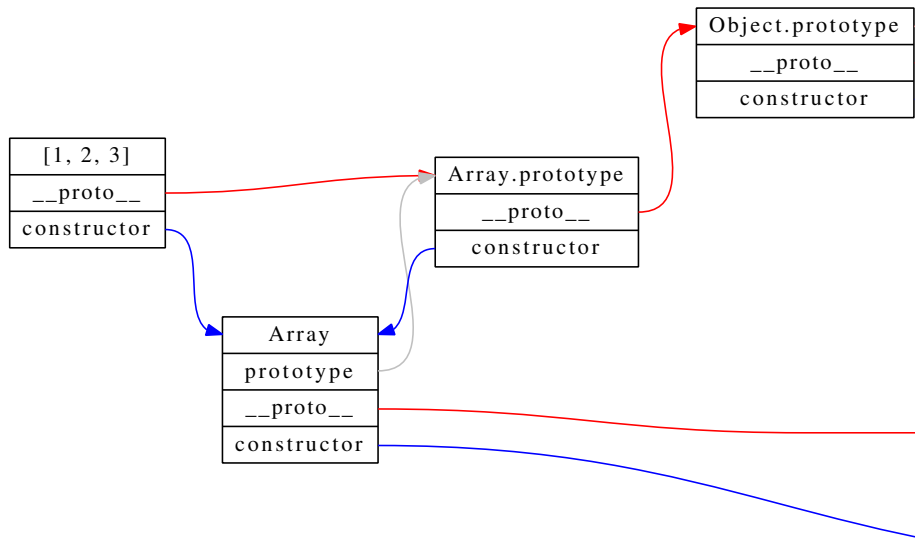 Object.prototype
__proto__
constructor
[1, 2, 3]
__proto__
constructor
Array.prototype
__proto__
constructor
Array
prototype
__proto__
constructor